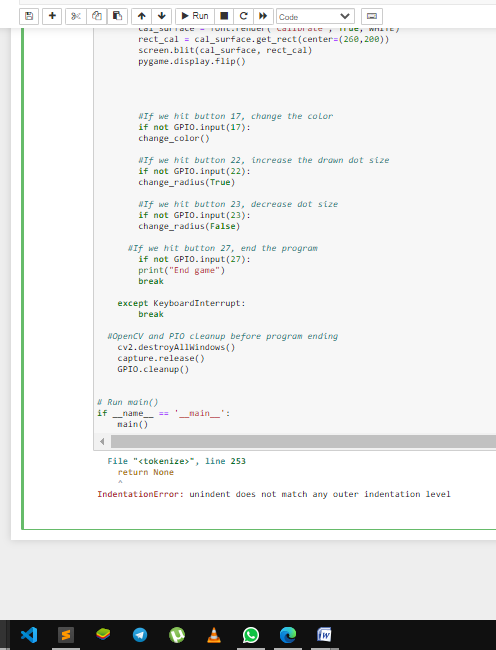 Run
Code
cal_surface = font.render('Calibrate', True, WHITE)
rect_cal = cal_surface.get_rect(center=(260,200))
screen.blit(cal_surface, rect_cal)
pygame.display.flip()
#If we hit button 17, change the color
if not GPIO.input(17):
change_color()
#If we hit button 22, increase the drawn dot size
if not GPIO.input(22):
change_radius(True)
#If we hit button 23, decrease dot size
if not GPIO.input(23):
change_radius(False)
#If we hit button 27, end the program
if not GPIO.input(27):
print("End game")
break
except KeyboardInterrupt:
break
#OpenCV and PIO cleanup before program ending
cv2.destroyAllWindows()
capture.release()
GPIO.cleanup()
# Run main()
if __name__ == '__main__':
main()
File "<tokenize>", line 253
return None
^
IndentationError: unindent does not match any outer indentation level